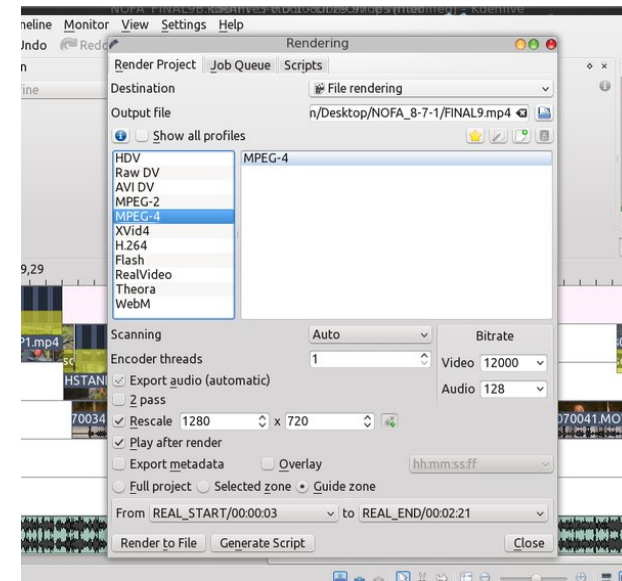 meline Monitor View Settings Help
Undo Redo
Rendering
Render Project Job Queue Scripts
Destination File rendering
Output file n/Desktop/NOFA_8-7-1/FINAL9.mp4
Show all profiles
HDV
Raw DV
AVI DV
MPEG-2
MPEG-4
XVid4
H.264
Flash
RealVideo
Theora
WebM
MPEG-4
9,29
P1.mp4
HSTAN
70034
070041.MO
Scanning Auto
Bitrate
Encoder threads 1
Video 12000
Export audio (automatic)
Audio 128
2 pass
Rescale 1280 x 720
Play after render
Export metadata Overlay hh:mm:ss:ff
Full project Selected zone Guide zone
From REAL_START/00:00:03 to REAL_END/00:02:21
Render to File Generate Script Close